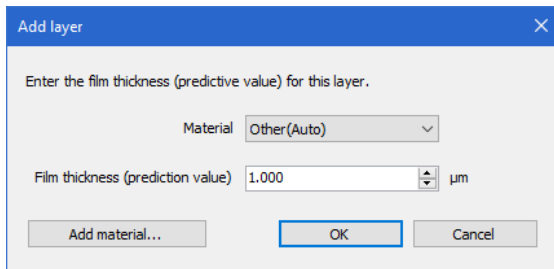 Add layer
Enter the film thickness (predictive value) for this layer.
Material Other(Auto)
Film thickness (prediction value) 1.000 μm
Add material... OK Cancel